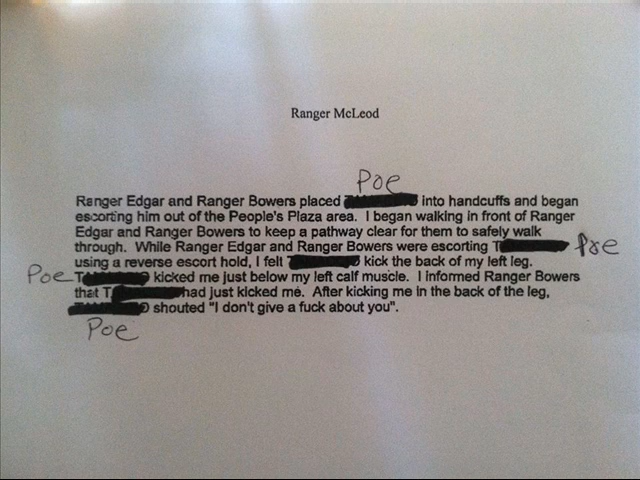 Ranger McLeod
Poe
Ranger Edgar and Ranger Bowers placed into handcuffs and began
escorting him out of the People's Plaza area. I began walking in front of Ranger
Edgar and Ranger Bowers to keep a pathway clear for them to safely walk
through. While Ranger Edgar and Ranger Bowers were escorting T Poe
using a reverse escort hold, I felt T kick the back of my left leg.
Poe T kicked me just below my left calf muscle. I informed Ranger Bowers
that T had just kicked me. After kicking me in the back of the leg,
shouted "I don't give a fuck about you".
Poe